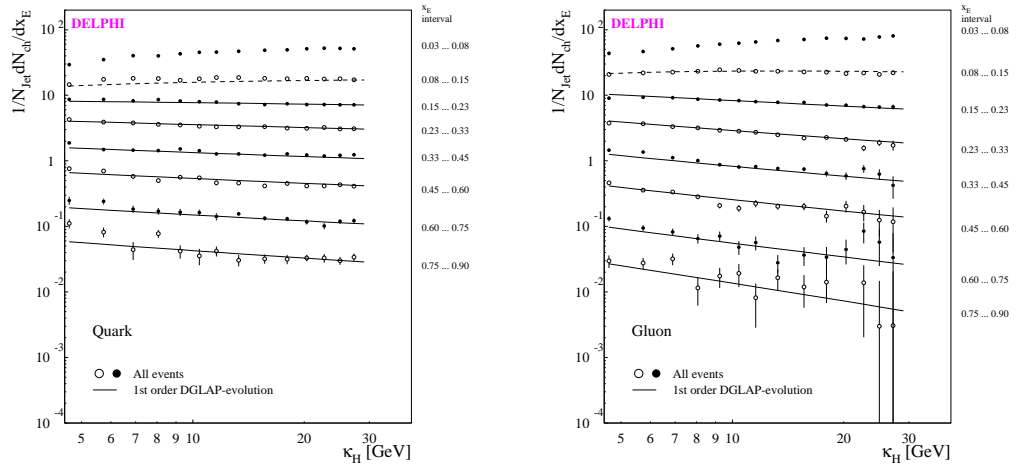 DELPHI
x_E
interval
1/N_Jet dN_ch/dx_E
10^2
10
1
10^-1
10^-2
10^-3
10^-4
0.03 ... 0.08
0.08 ... 0.15
0.15 ... 0.23
0.23 ... 0.33
0.33 ... 0.45
0.45 ... 0.60
0.60 ... 0.75
0.75 ... 0.90
Quark
All events
1st order DGLAP-evolution
5 6 7 8 9 10 20 30
κ_H [GeV]
DELPHI
x_E
interval
1/N_Jet dN_ch/dx_E
10^2
10
1
10^-1
10^-2
10^-3
10^-4
0.03 ... 0.08
0.08 ... 0.15
0.15 ... 0.23
0.23 ... 0.33
0.33 ... 0.45
0.45 ... 0.60
0.60 ... 0.75
0.75 ... 0.90
Gluon
All events
1st order DGLAP-evolution
5 6 7 8 9 10 20 30
κ_H [GeV]